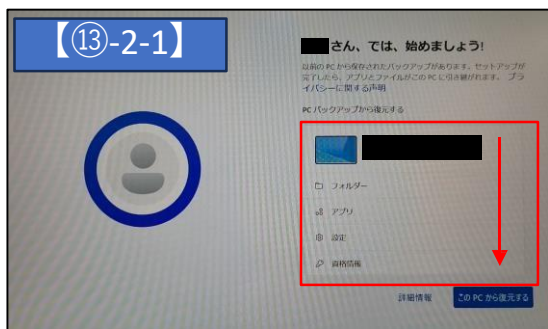 【⑬-2-1】
さん、では、始めましょう!
以前の PC から保存されたバックアップがあります。セットアップが
完了したら、アプリとファイルがこの PC に引き継がれます。 プラ
イバシーに関する声明
PC バックアップから復元する
フォルダー
アプリ
設定
資格情報
詳細情報
この PC から復元する